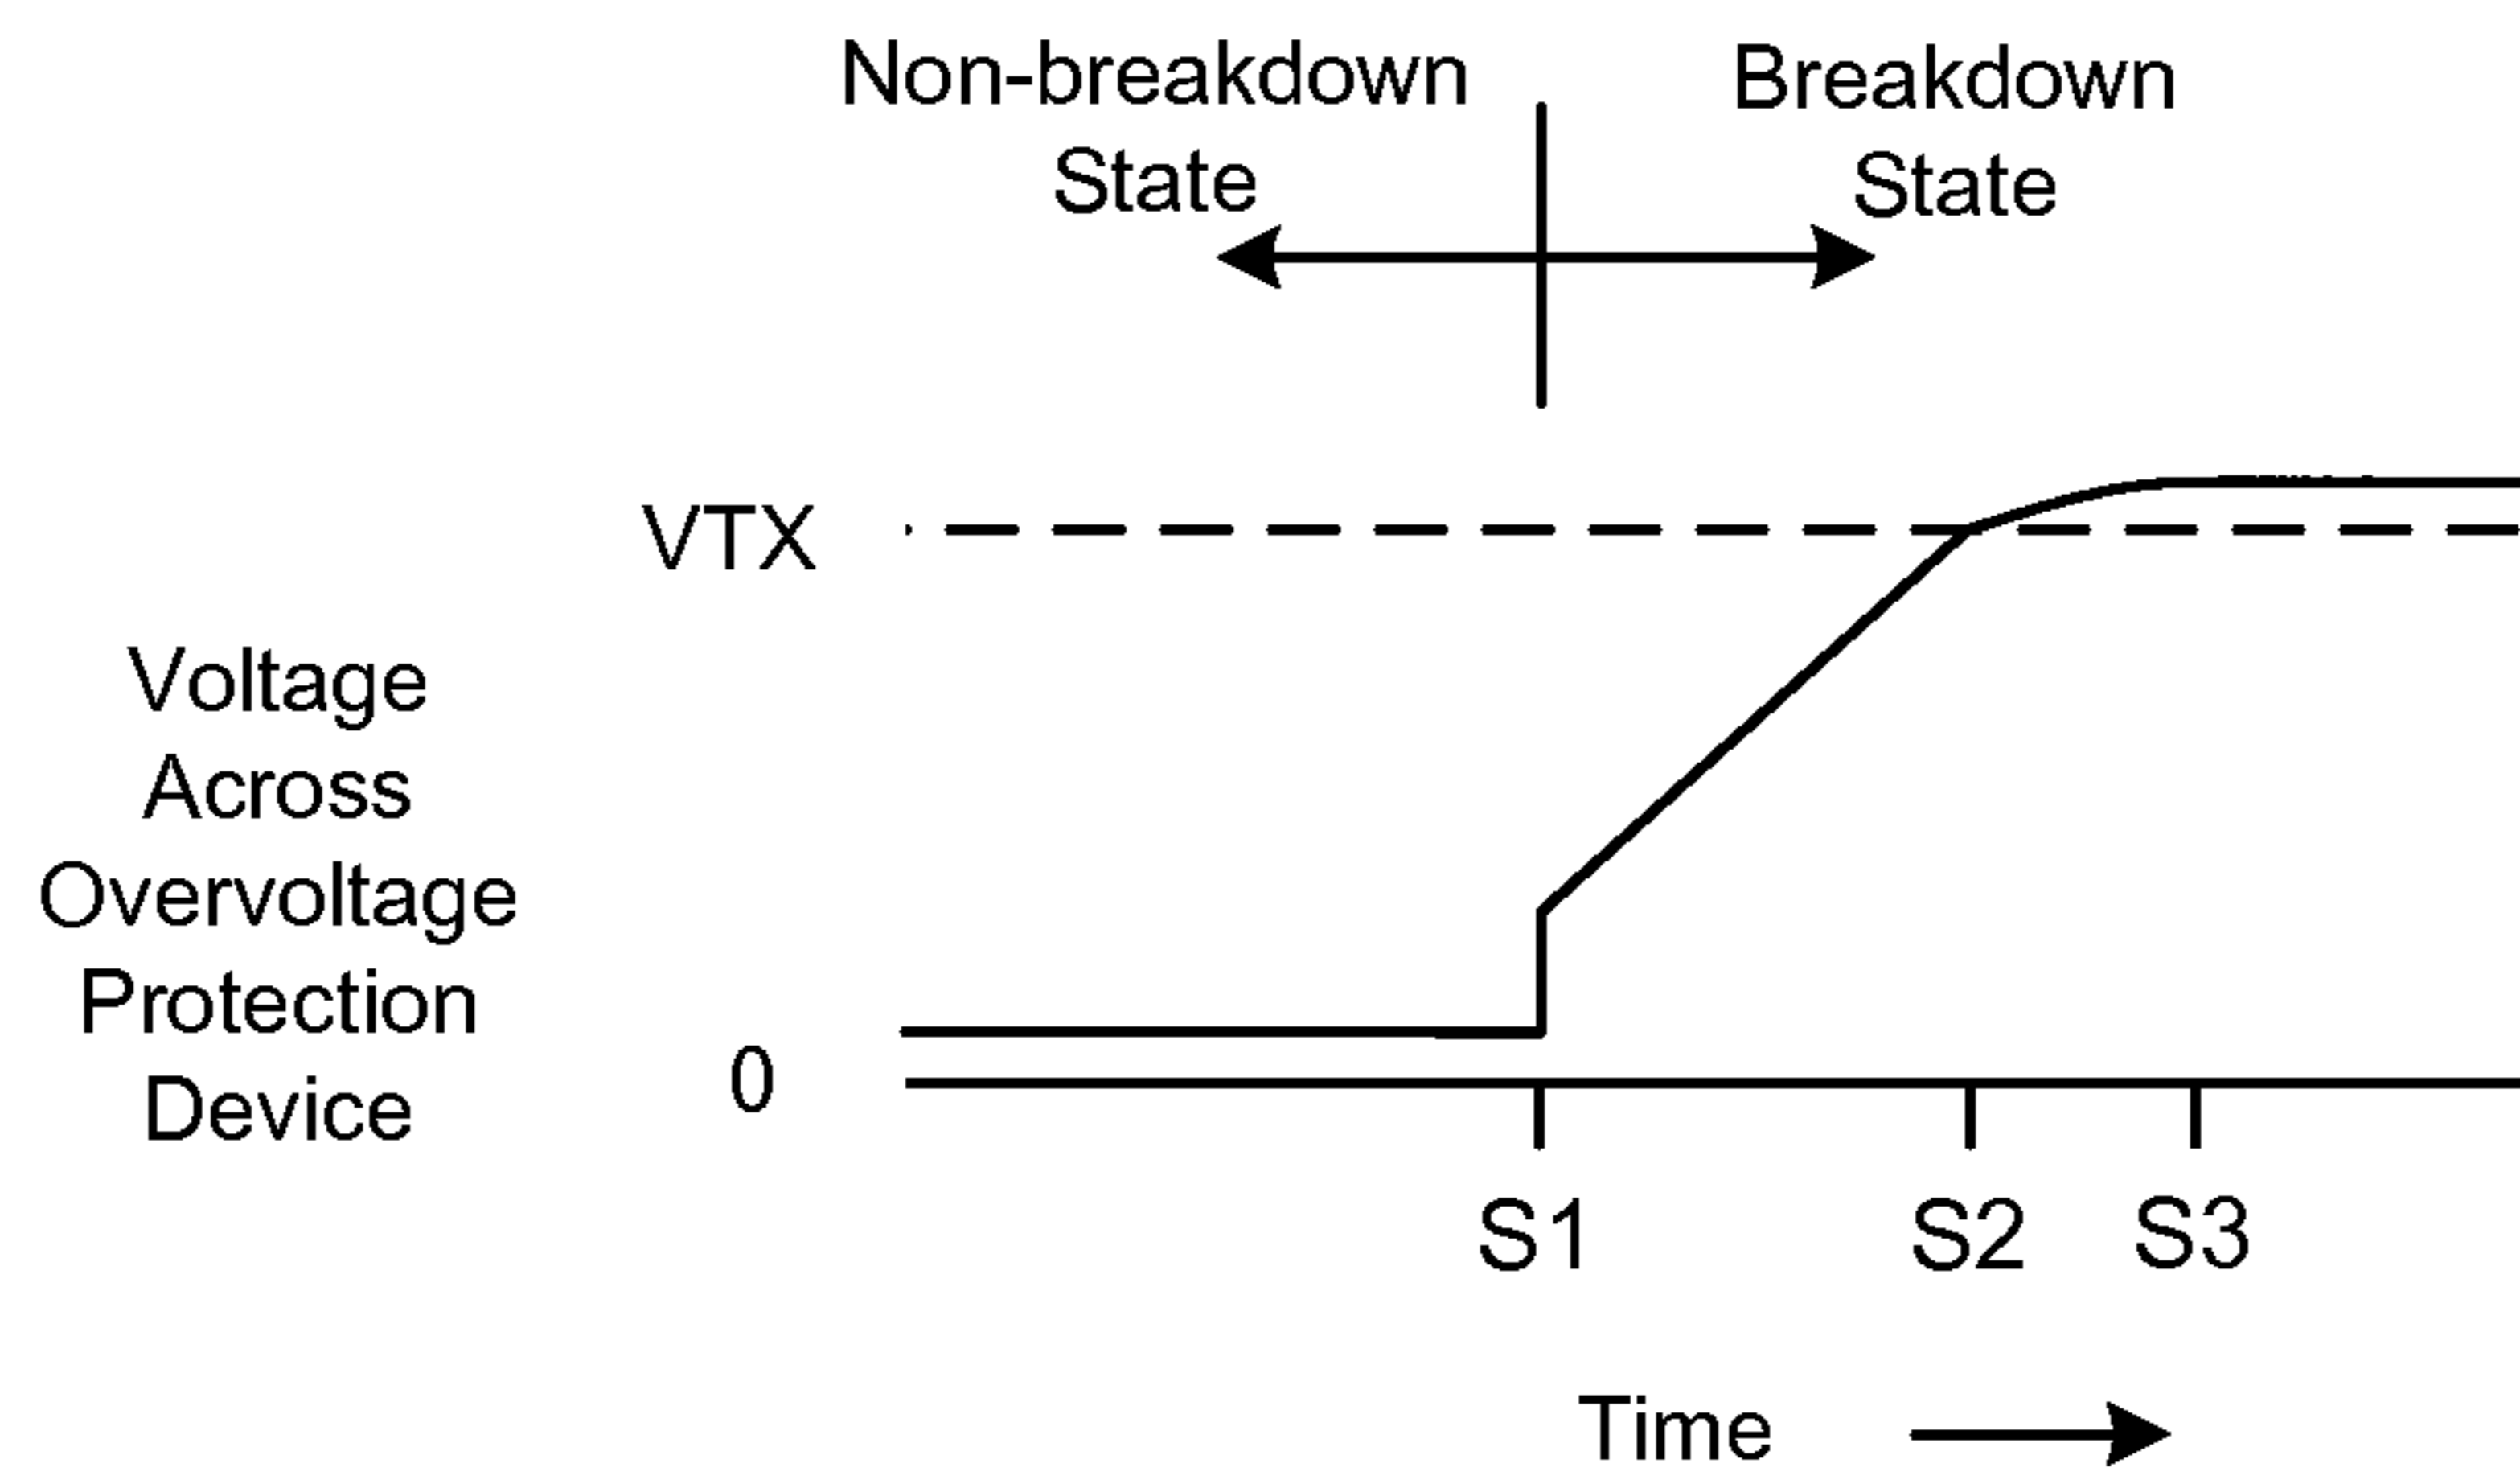 Non-breakdown
State
Breakdown
State
VTX
Voltage
Across
Overvoltage
Protection
Device
0
S1
S2
S3
Time